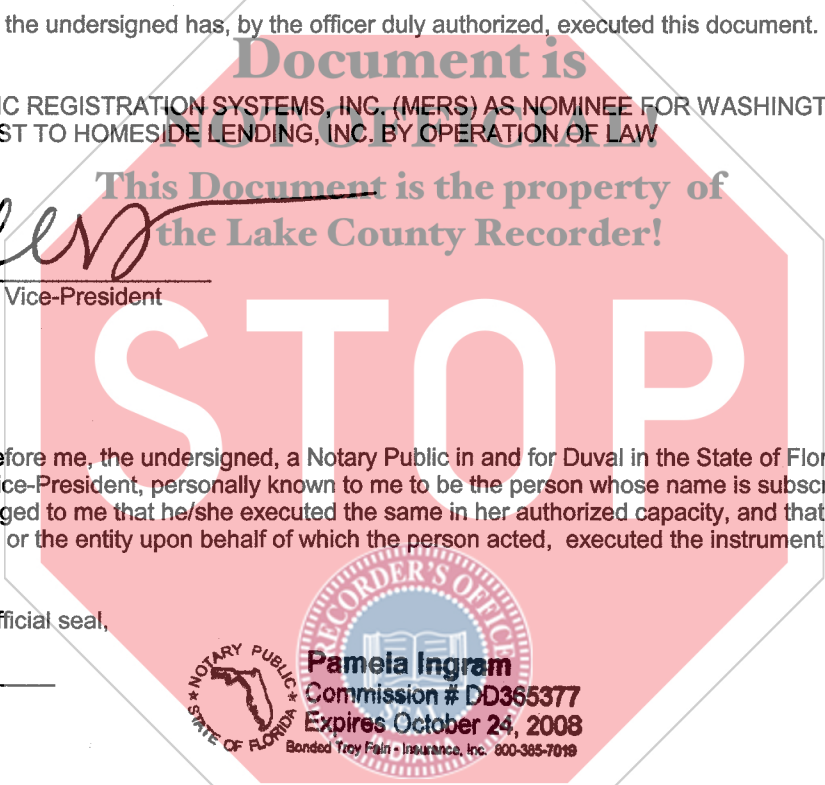 the undersigned has, by the officer duly authorized, executed this document.
Document is
IC REGISTRATION SYSTEMS, INC. (MERS) AS NOMINEE FOR WASHINGT
ST TO HOMESIDE LENDING, INC. BY OPERATION OF LAW
NOT OFFICIAL!
This Document is the property of
the Lake County Recorder!
Vice-President
STOP
efore me, the undersigned, a Notary Public in and for Duval in the State of Flor
ice-President, personally known to me to be the person whose name is subscr
ged to me that he/she executed the same in her authorized capacity, and that
or the entity upon behalf of which the person acted, executed the instrument
fficial seal,
RECORDER'S OFFICE
SEAL
INDIANA
NOTARY PUBLIC
STATE OF FLORIDA
Pamela Ingram
Commission # DD365377
Expires October 24, 2008
Bonded Troy Fain - Insurance, Inc. 800-385-7019